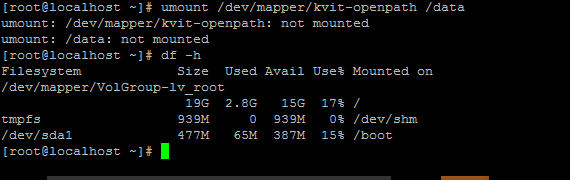 [root@localhost ~]# umount /dev/mapper/kvit-openpath /data
umount: /dev/mapper/kvit-openpath: not mounted
umount: /data: not mounted
[root@localhost ~]# df -h
Filesystem            Size  Used Avail Use% Mounted on
/dev/mapper/VolGroup-lv_root
                       19G  2.8G   15G  17% /
tmpfs                 939M     0  939M   0% /dev/shm
/dev/sda1             477M   65M  387M  15% /boot
[root@localhost ~]#